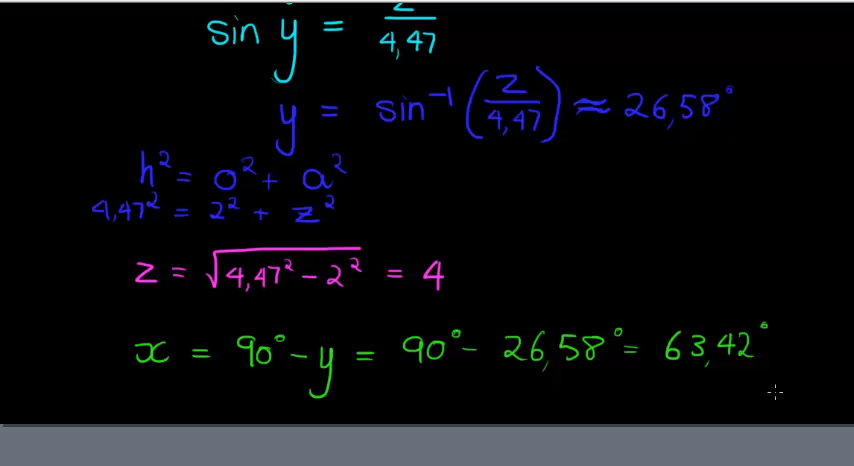 sin y = 2/4,47
y = sin⁻¹(2/4,47) ≈ 26,58°
h² = o² + a²
4,47² = 2² + z²
z = √(4,47² − 2²) = 4
x = 90° − y = 90° − 26,58° = 63,42°